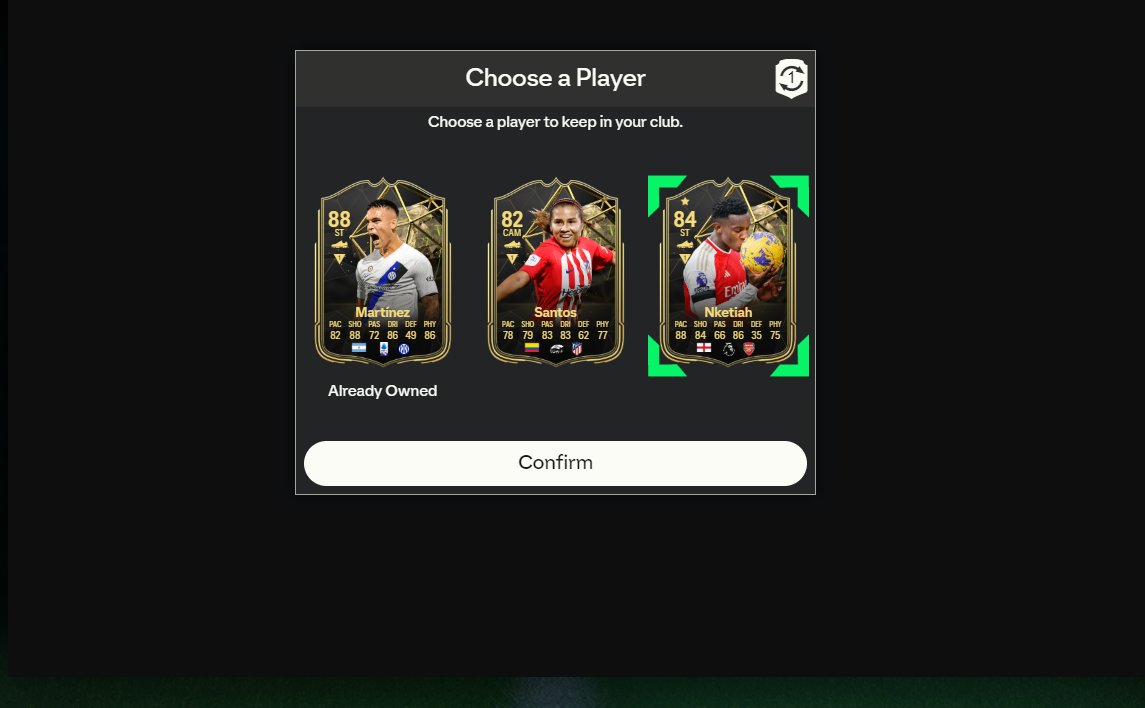 Choose a Player
1
Choose a player to keep in your club.
88
ST
Martínez
PAC SHO PAS DRI DEF PHY
82 88 72 86 49 86
82
CAM
Santos
PAC SHO PAS DRI DEF PHY
78 79 83 83 62 77
84
ST
Nketiah
PAC SHO PAS DRI DEF PHY
88 84 66 86 35 75
Already Owned
Confirm